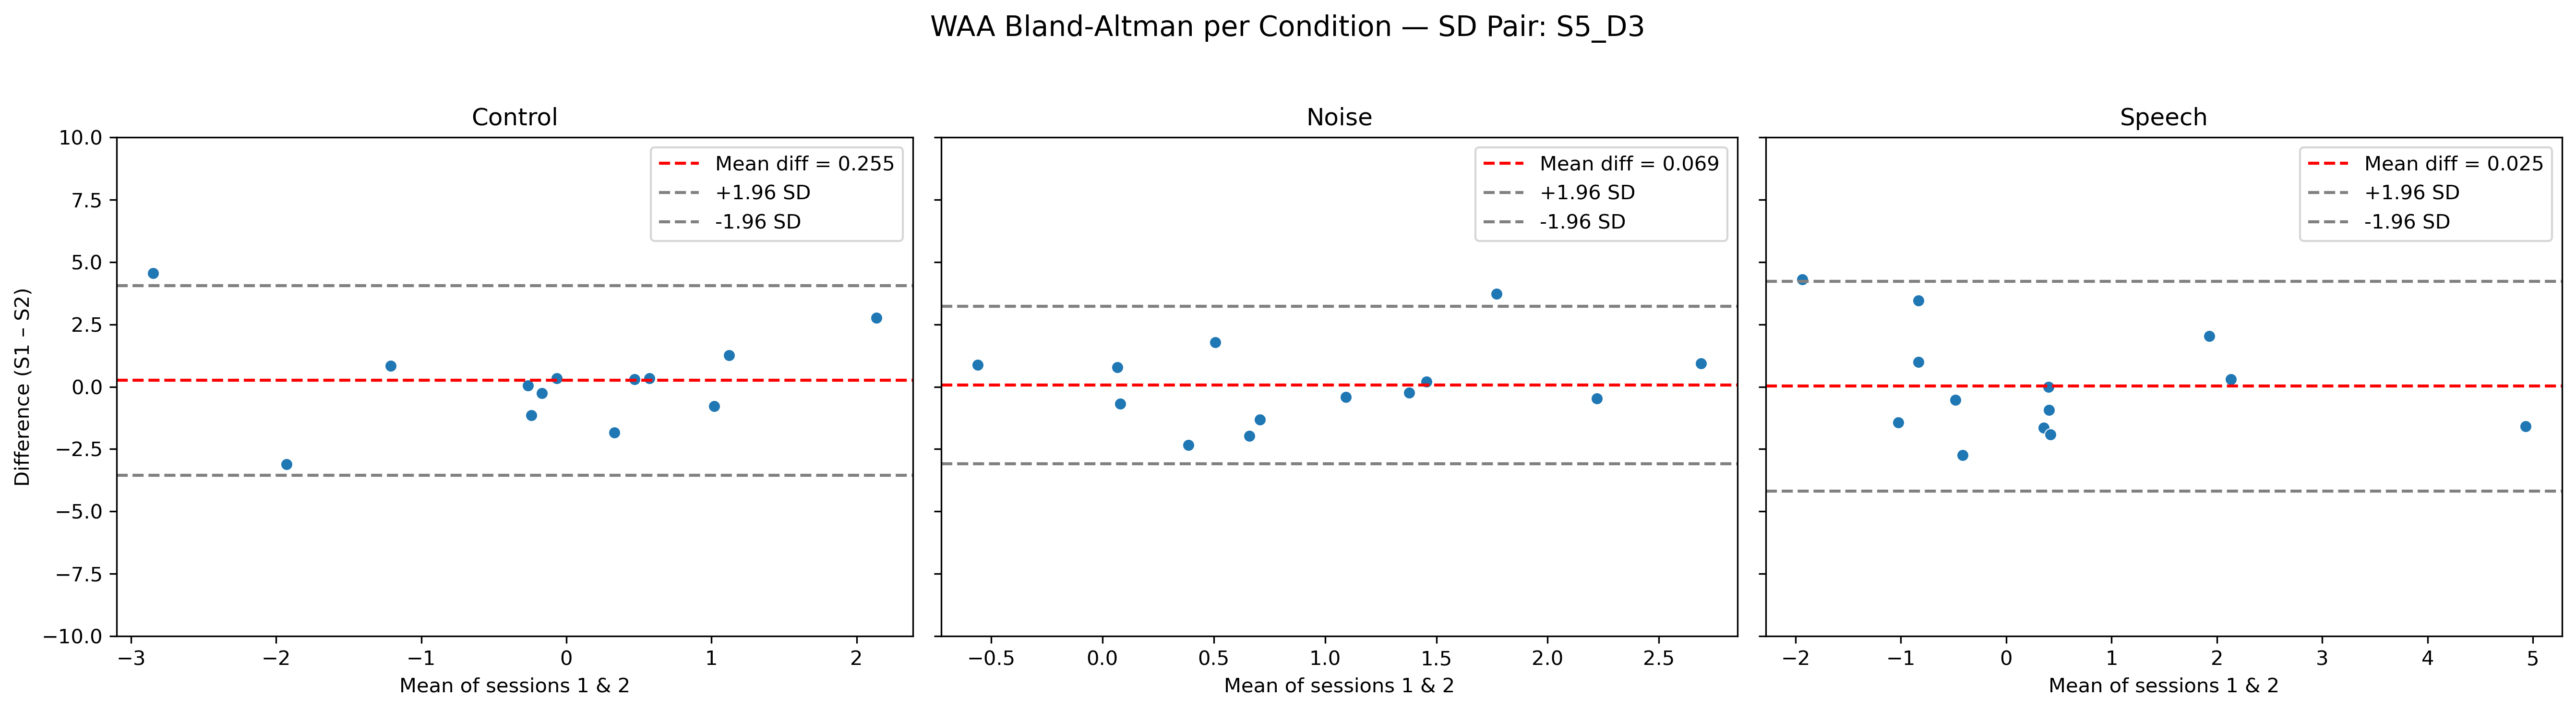 WAA Bland-Altman per Condition — SD Pair: S5_D3
Control
Mean diff = 0.255
+1.96 SD
-1.96 SD
10.0
7.5
5.0
2.5
0.0
−2.5
−5.0
−7.5
−10.0
Difference (S1 – S2)
−3 −2 −1 0 1 2
Mean of sessions 1 & 2
Noise
Mean diff = 0.069
+1.96 SD
-1.96 SD
−0.5 0.0 0.5 1.0 1.5 2.0 2.5
Mean of sessions 1 & 2
Speech
Mean diff = 0.025
+1.96 SD
-1.96 SD
−2 −1 0 1 2 3 4 5
Mean of sessions 1 & 2